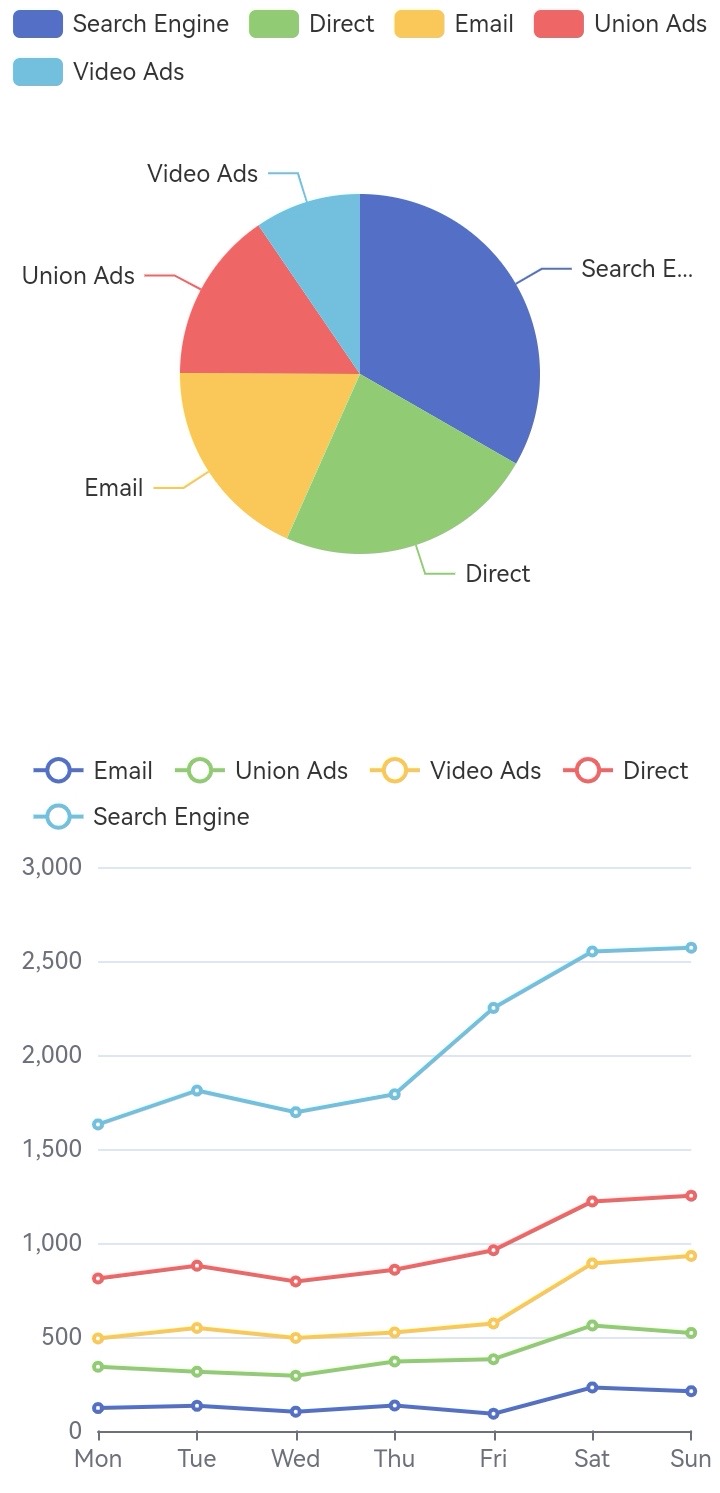 Search Engine Direct Email Union Ads
Video Ads
Video Ads
Search E...
Union Ads
Email
Direct
Email Union Ads Video Ads Direct
Search Engine
3,000
2,500
2,000
1,500
1,000
500
0
Mon Tue Wed Thu Fri Sat Sun